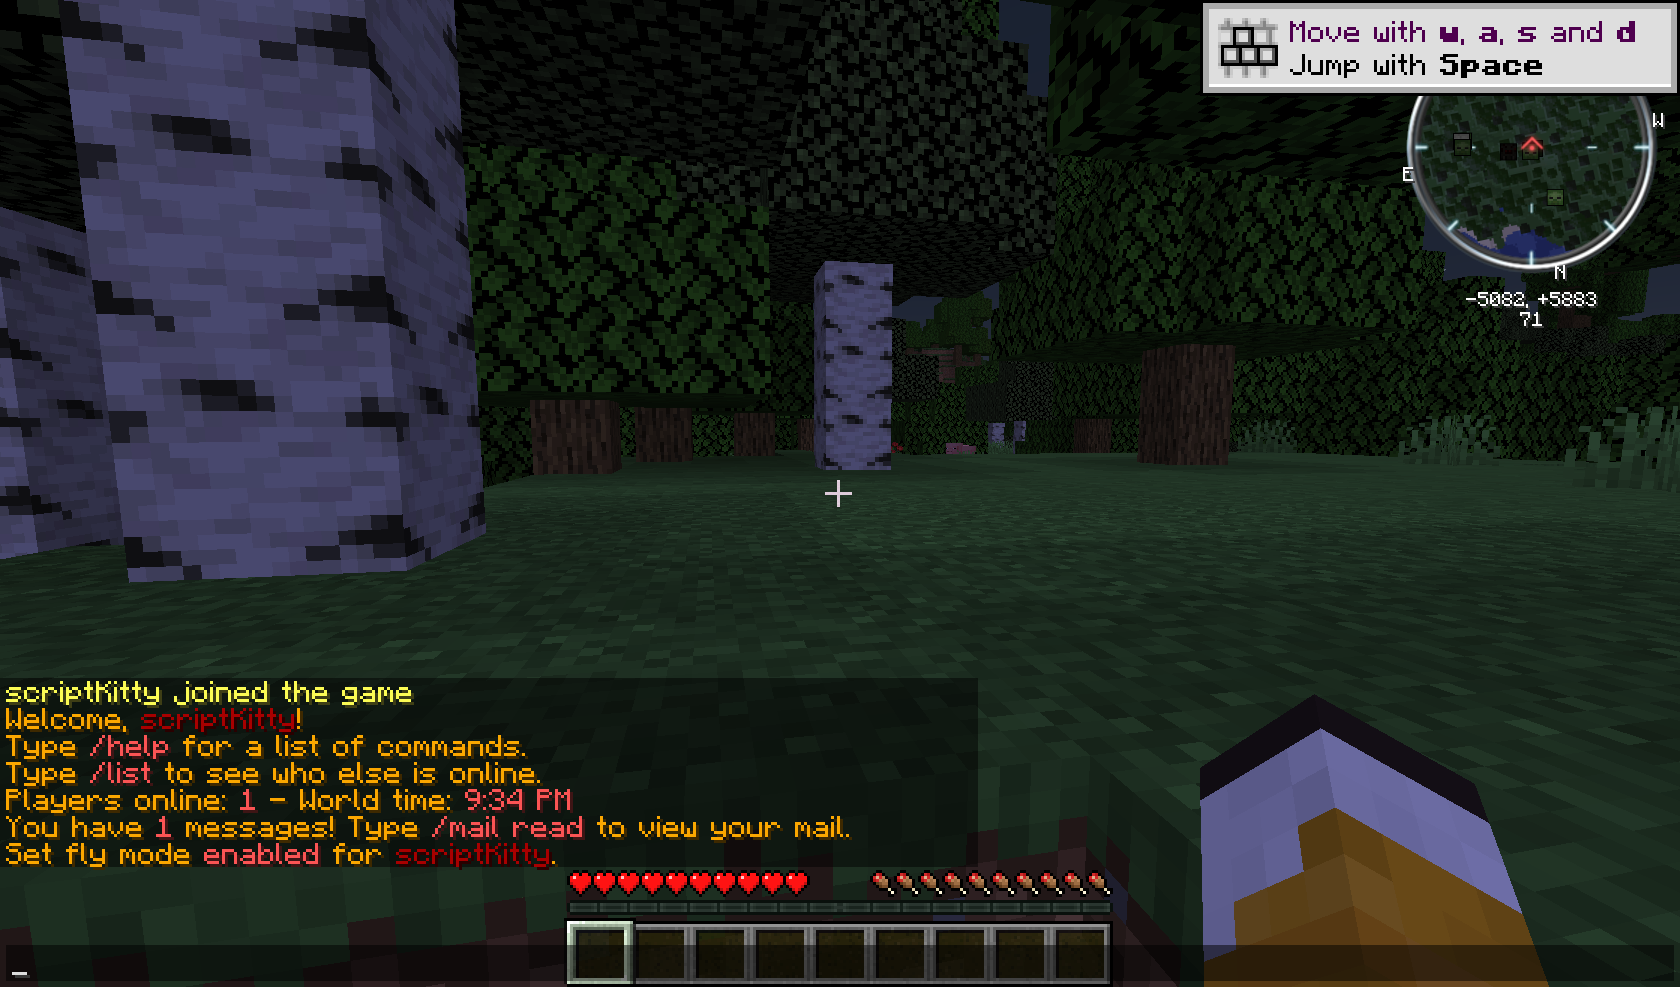 Move with w, a, s and d
Jump with Space
W
E
N
-5082, +5883
71
scriptKitty joined the game
Welcome, scriptKitty!
Type /help for a list of commands.
Type /list to see who else is online.
Players online: 1 - World time: 9:34 PM
You have 1 messages! Type /mail read to view your mail.
Set fly mode enabled for scriptKitty.
_